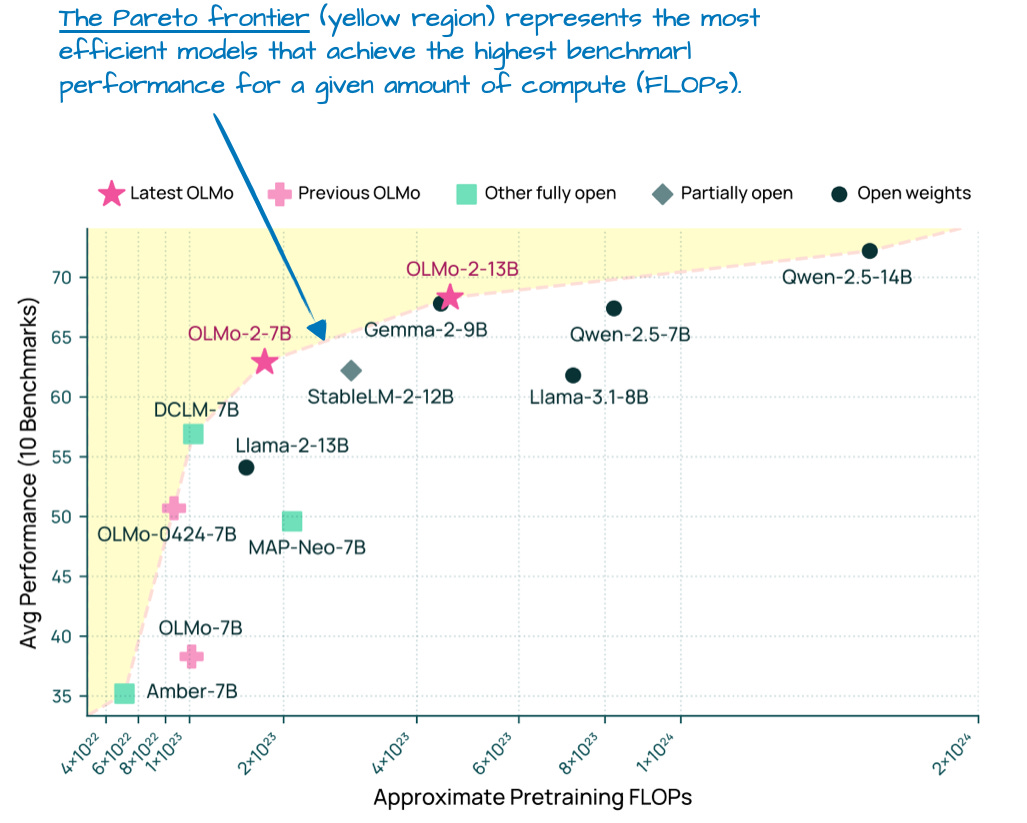 The Pareto frontier (yellow region) represents the most
efficient models that achieve the highest benchmarl
performance for a given amount of compute (FLOPs).
Latest OLMo Previous OLMo Other fully open Partially open Open weights
Avg Performance (10 Benchmarks)
70
65
60
55
50
45
40
35
OLMo-2-13B
Qwen-2.5-14B
OLMo-2-7B
Gemma-2-9B
Qwen-2.5-7B
StableLM-2-12B
Llama-3.1-8B
DCLM-7B
Llama-2-13B
OLMo-0424-7B
MAP-Neo-7B
OLMo-7B
Amber-7B
4×10²² 6×10²² 8×10²² 1×10²³ 2×10²³ 4×10²³ 6×10²³ 8×10²³ 1×10²⁴ 2×10²⁴
Approximate Pretraining FLOPs